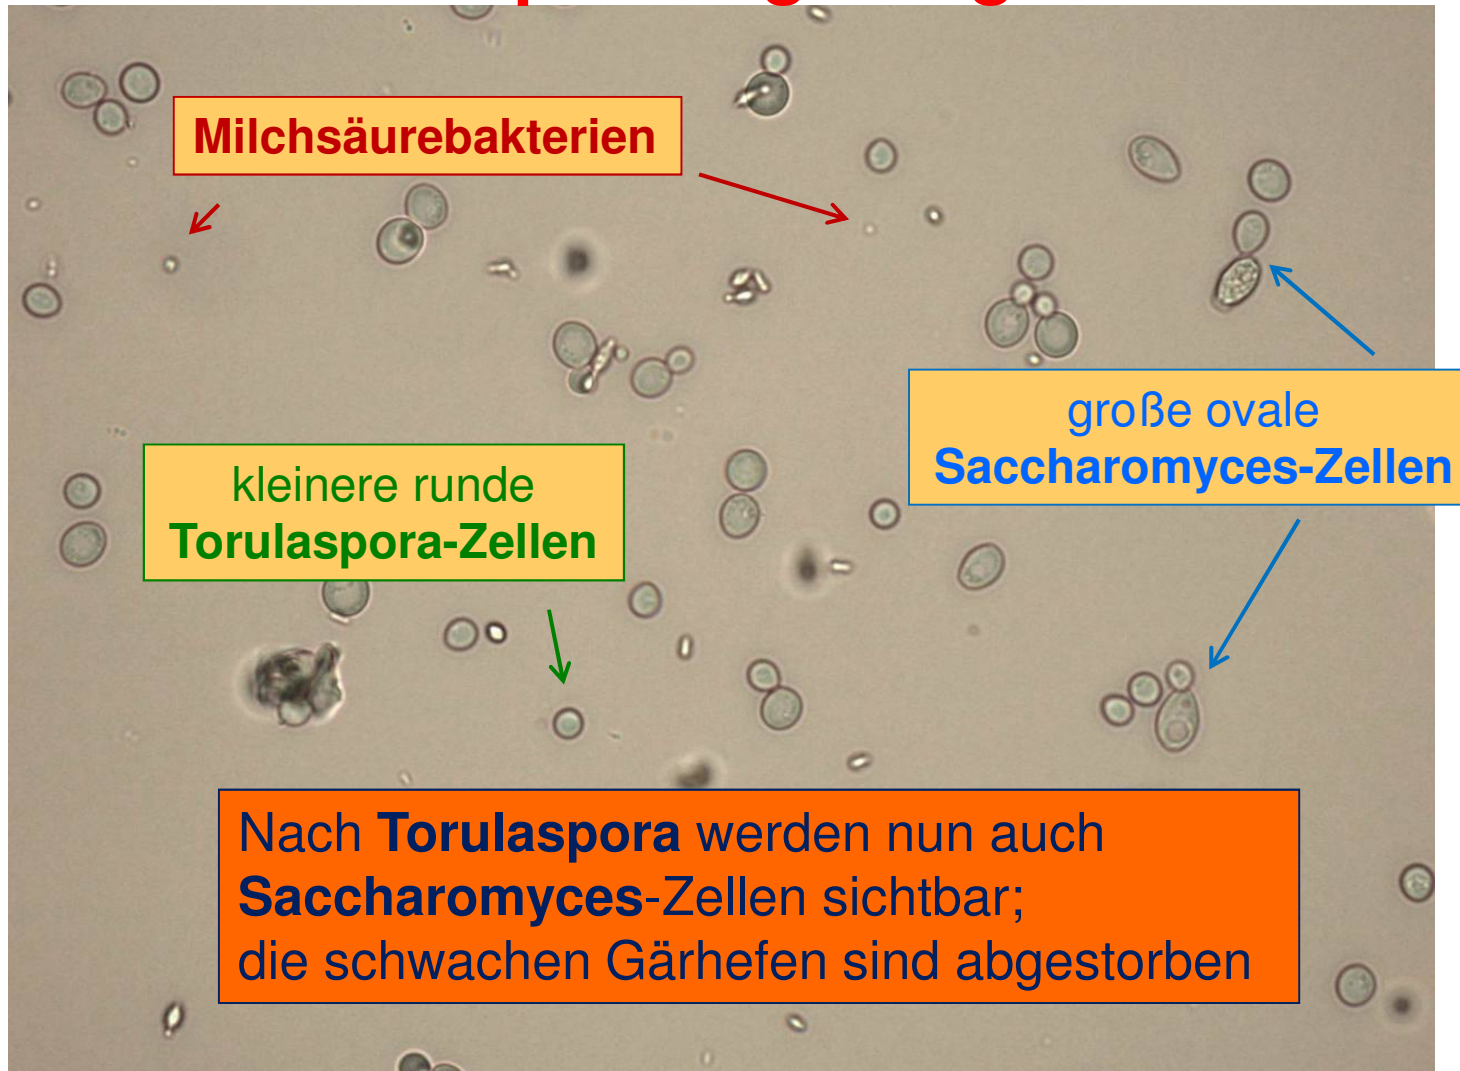 Milchsäurebakterien
große ovale
Saccharomyces-Zellen
kleinere runde
Torulaspora-Zellen
Nach Torulaspora werden nun auch
Saccharomyces-Zellen sichtbar;
die schwachen Gärhefen sind abgestorben